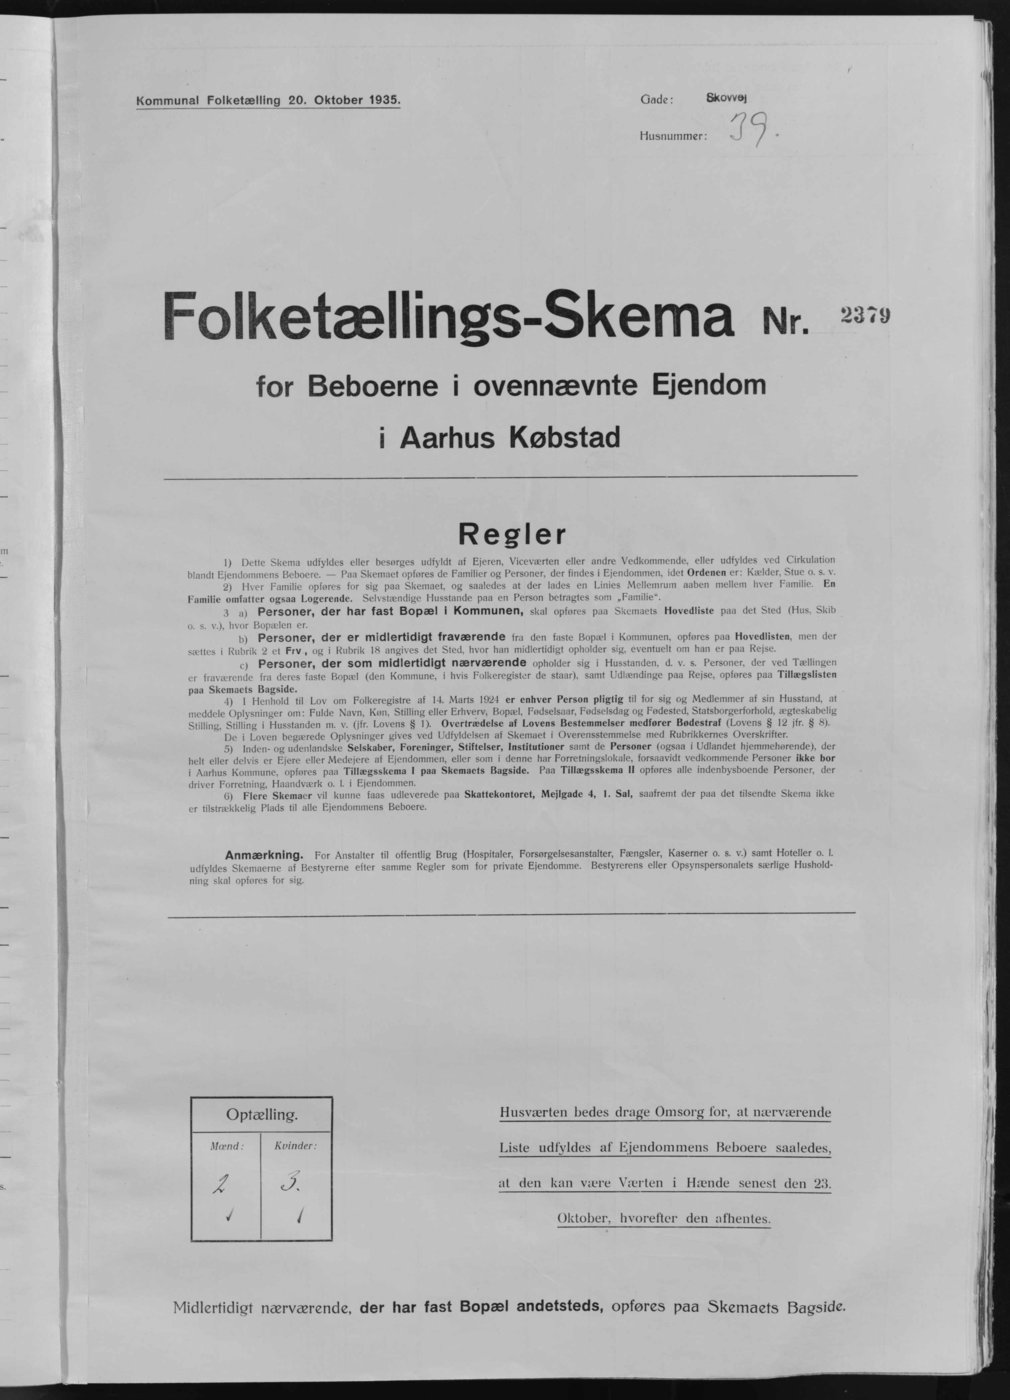 Kommunal Folketælling 20. Oktober 1935.
Gade: Skovvej
Husnummer: 39.
Folketællings-Skema Nr. 2379
for Beboerne i ovennævnte Ejendom
i Aarhus Købstad
Regler
1) Dette Skema udfyldes eller besørges udfyldt af Ejeren, Viceværten eller andre Vedkommende, eller udfyldes ved Cirkulation
blandt Ejendommens Beboere. — Paa Skemaet opføres de Familier og Personer, der findes i Ejendommen, idet Ordenen er: Kælder, Stue o. s. v.
2) Hver Familie opføres for sig paa Skemaet, og saaledes at der lades en Linies Mellemrum aaben mellem hver Familie. En
Familie omfatter ogsaa Logerende. Selvstændige Husstande paa en Person betragtes som „Familie“.
3 a) Personer, der har fast Bopæl i Kommunen, skal opføres paa Skemaets Hovedliste paa det Sted (Hus, Skib
o. s. v.), hvor Bopælen er.
b) Personer, der er midlertidigt fraværende fra den faste Bopæl i Kommunen, opføres paa Hovedlisten, men der
sættes i Rubrik 2 et Frv., og i Rubrik 18 angives det Sted, hvor han midlertidigt opholder sig, eventuelt om han er paa Rejse.
c) Personer, der som midlertidigt nærværende opholder sig i Husstanden, d. v. s. Personer, der ved Tællingen
er fraværende fra deres faste Bopæl (den Kommune, i hvis Folkeregister de staar), samt Udlændinge paa Rejse, opføres paa Tillægslisten
paa Skemaets Bagside.
4) I Henhold til Lov om Folkeregistre af 14. Marts 1924 er enhver Person pligtig til for sig og Medlemmer af sin Husstand, at
meddele Oplysninger om: Fulde Navn, Køn, Stilling eller Erhverv, Bopæl, Fødselsaar, Fødselsdag og Fødested, Statsborgerforhold, ægteskabelig
Stilling, Stilling i Husstanden m. v. (jfr. Lovens § 1). Overtrædelse af Lovens Bestemmelser medfører Bødestraf (Lovens § 12 jfr. § 8).
De i Loven begærede Oplysninger gives ved Udfyldelsen af Skemaet i Overensstemmelse med Rubrikkernes Overskrifter.
5) Inden- og udenlandske Selskaber, Foreninger, Stiftelser, Institutioner samt de Personer (ogsaa i Udlandet hjemmehørende), der
helt eller delvis er Ejere eller Medejere af Ejendommen, eller som i denne har Forretningslokale, forsaavidt vedkommende Personer ikke bor
i Aarhus Kommune, opføres paa Tillægsskema I paa Skemaets Bagside. Paa Tillægsskema II opføres alle indenbysboende Personer, der
driver Forretning, Haandværk o. l. i Ejendommen.
6) Flere Skemaer vil kunne faas udleverede paa Skattekontoret, Mejlgade 4, 1. Sal, saafremt der paa det tilsendte Skema ikke
er tilstrækkelig Plads til alle Ejendommens Beboere.
Anmærkning. For Anstalter til offentlig Brug (Hospitaler, Forsørgelsesanstalter, Fængsler, Kaserner o. s. v.) samt Hoteller o. l.
udfyldes Skemaerne af Bestyrerne efter samme Regler som for private Ejendomme. Bestyrerens eller Opsynspersonalets særlige Hushold-
ning skal opføres for sig.
Optælling.
Mænd: Kvinder:
2 3.
Husværten bedes drage Omsorg for, at nærværende
Liste udfyldes af Ejendommens Beboere saaledes,
at den kan være Værten i Hænde senest den 23.
Oktober, hvorefter den afhentes.
Midlertidigt nærværende, der har fast Bopæl andetsteds, opføres paa Skemaets Bagside.